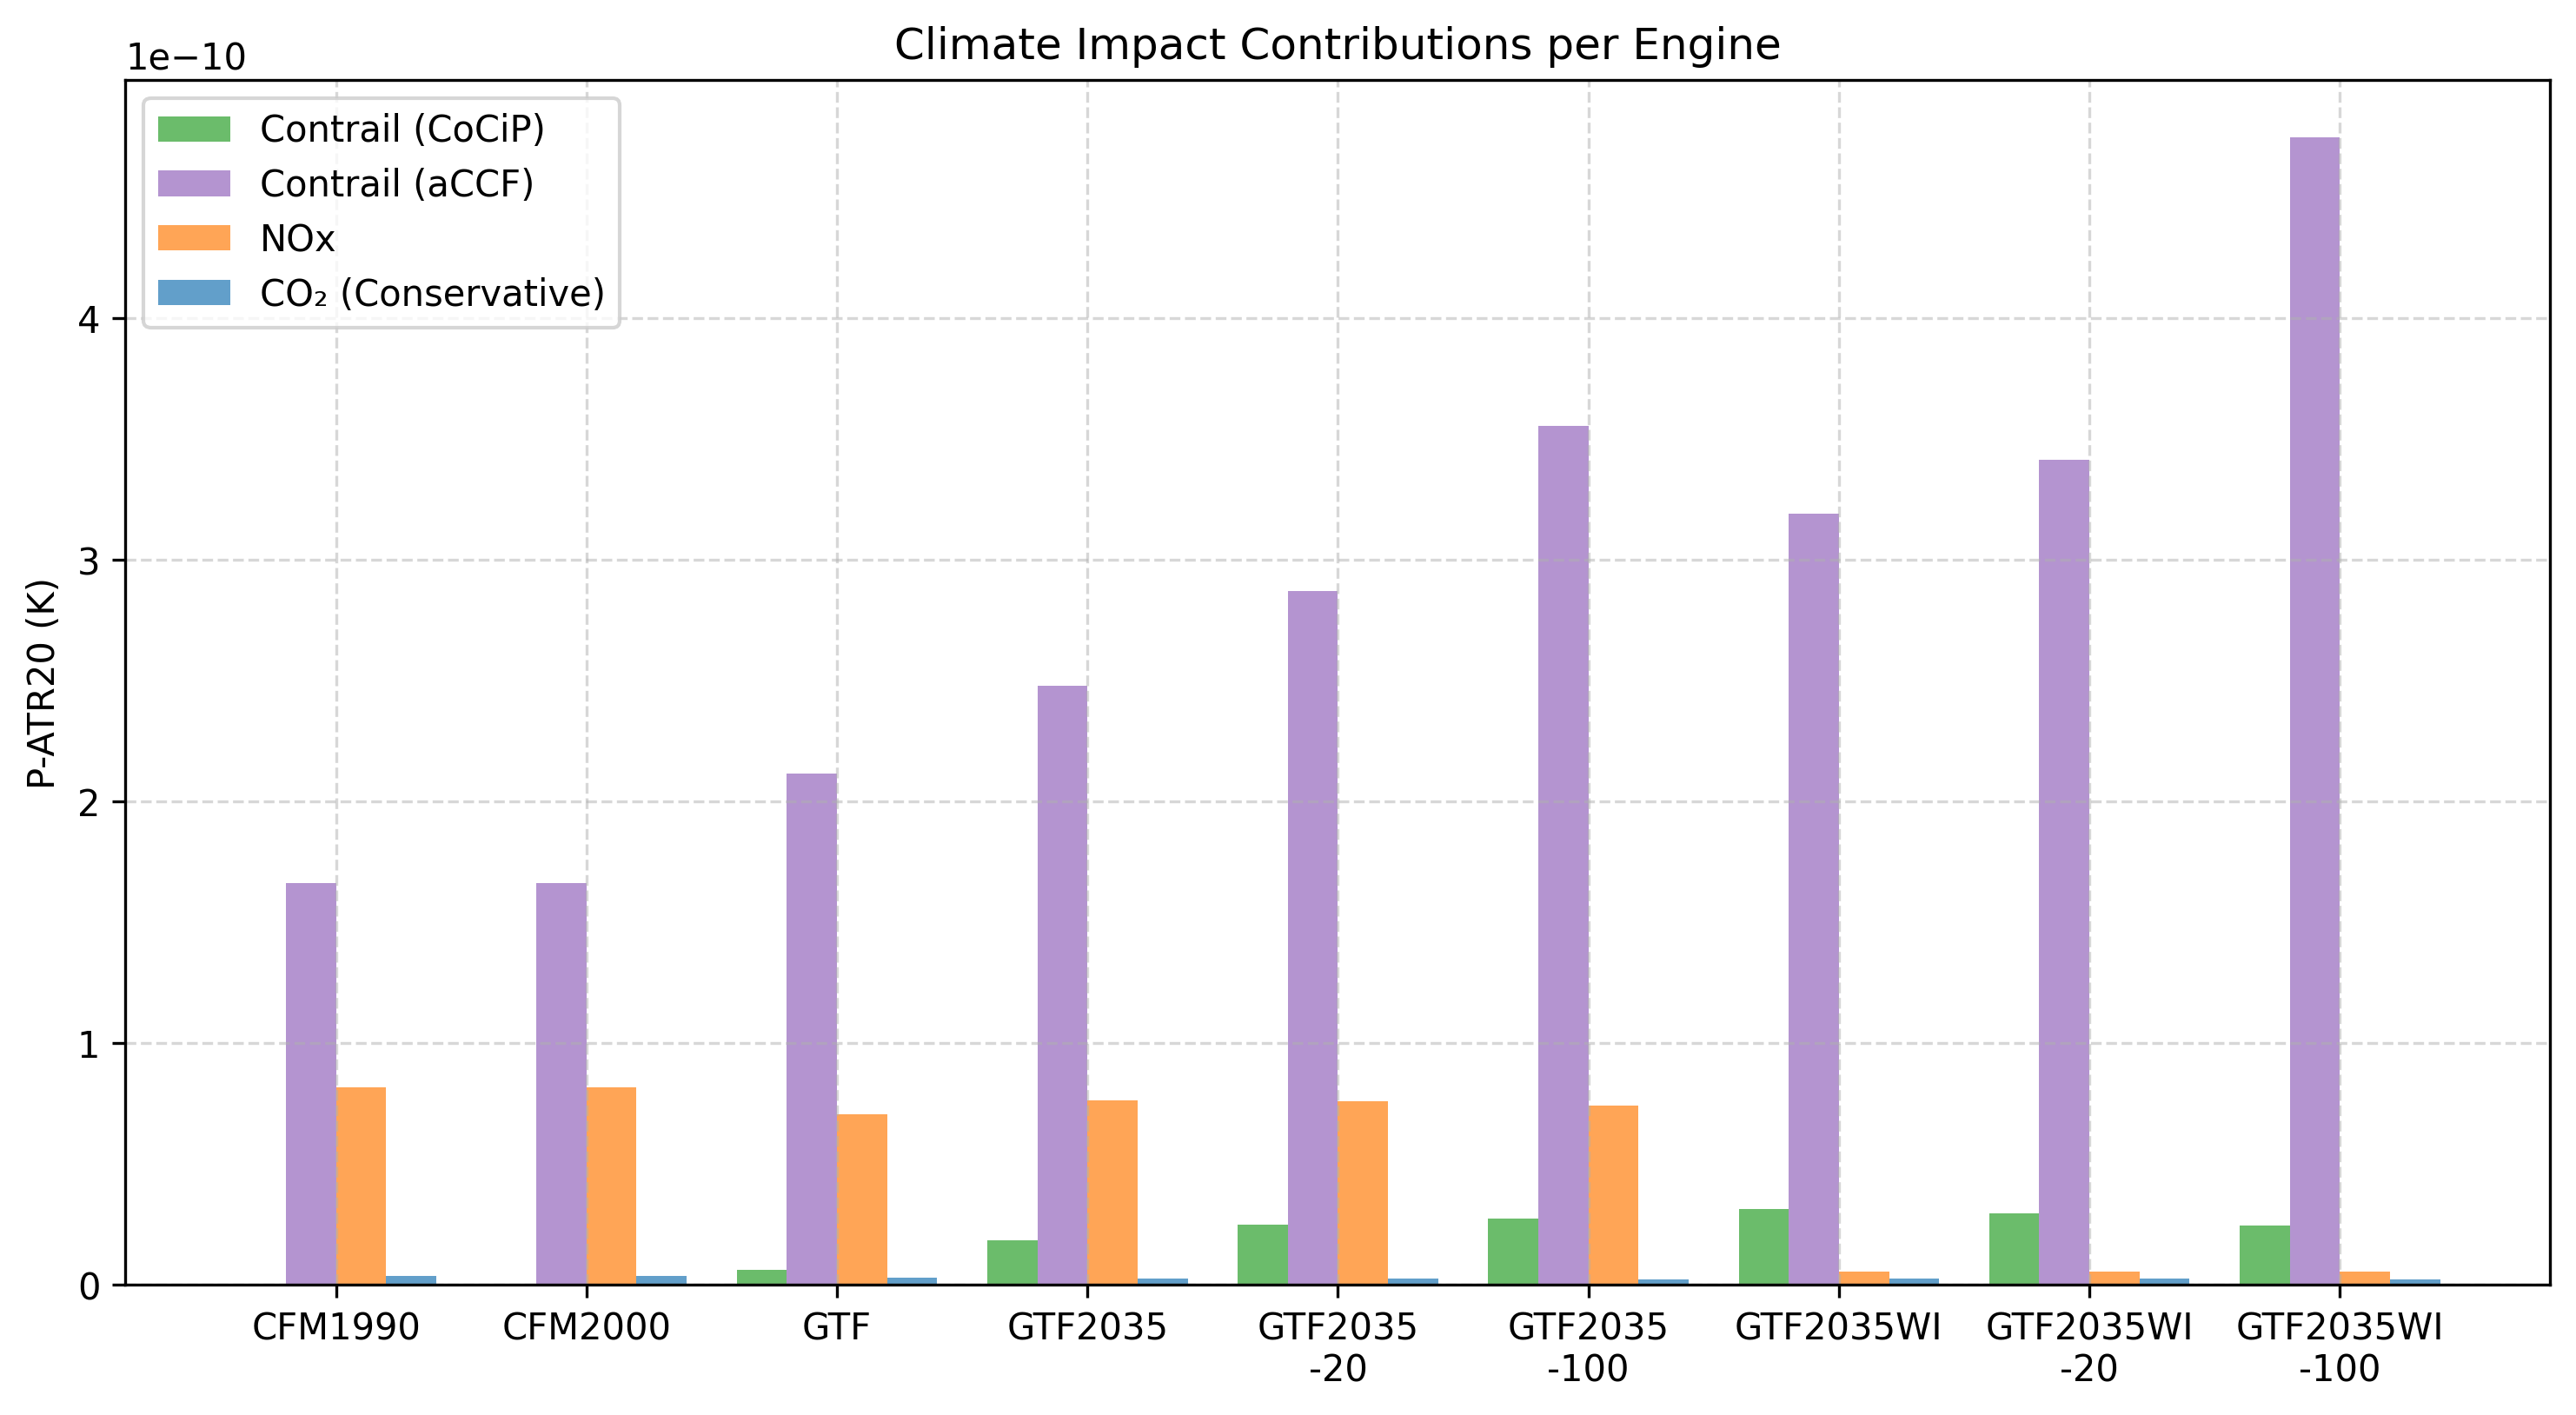 Climate Impact Contributions per Engine
1e−10
Contrail (CoCiP)
Contrail (aCCF)
NOx
CO₂ (Conservative)
P-ATR20 (K)
4
3
2
1
0
CFM1990 CFM2000 GTF GTF2035 GTF2035 GTF2035 GTF2035WI GTF2035WI GTF2035WI
-20 -100 -20 -100